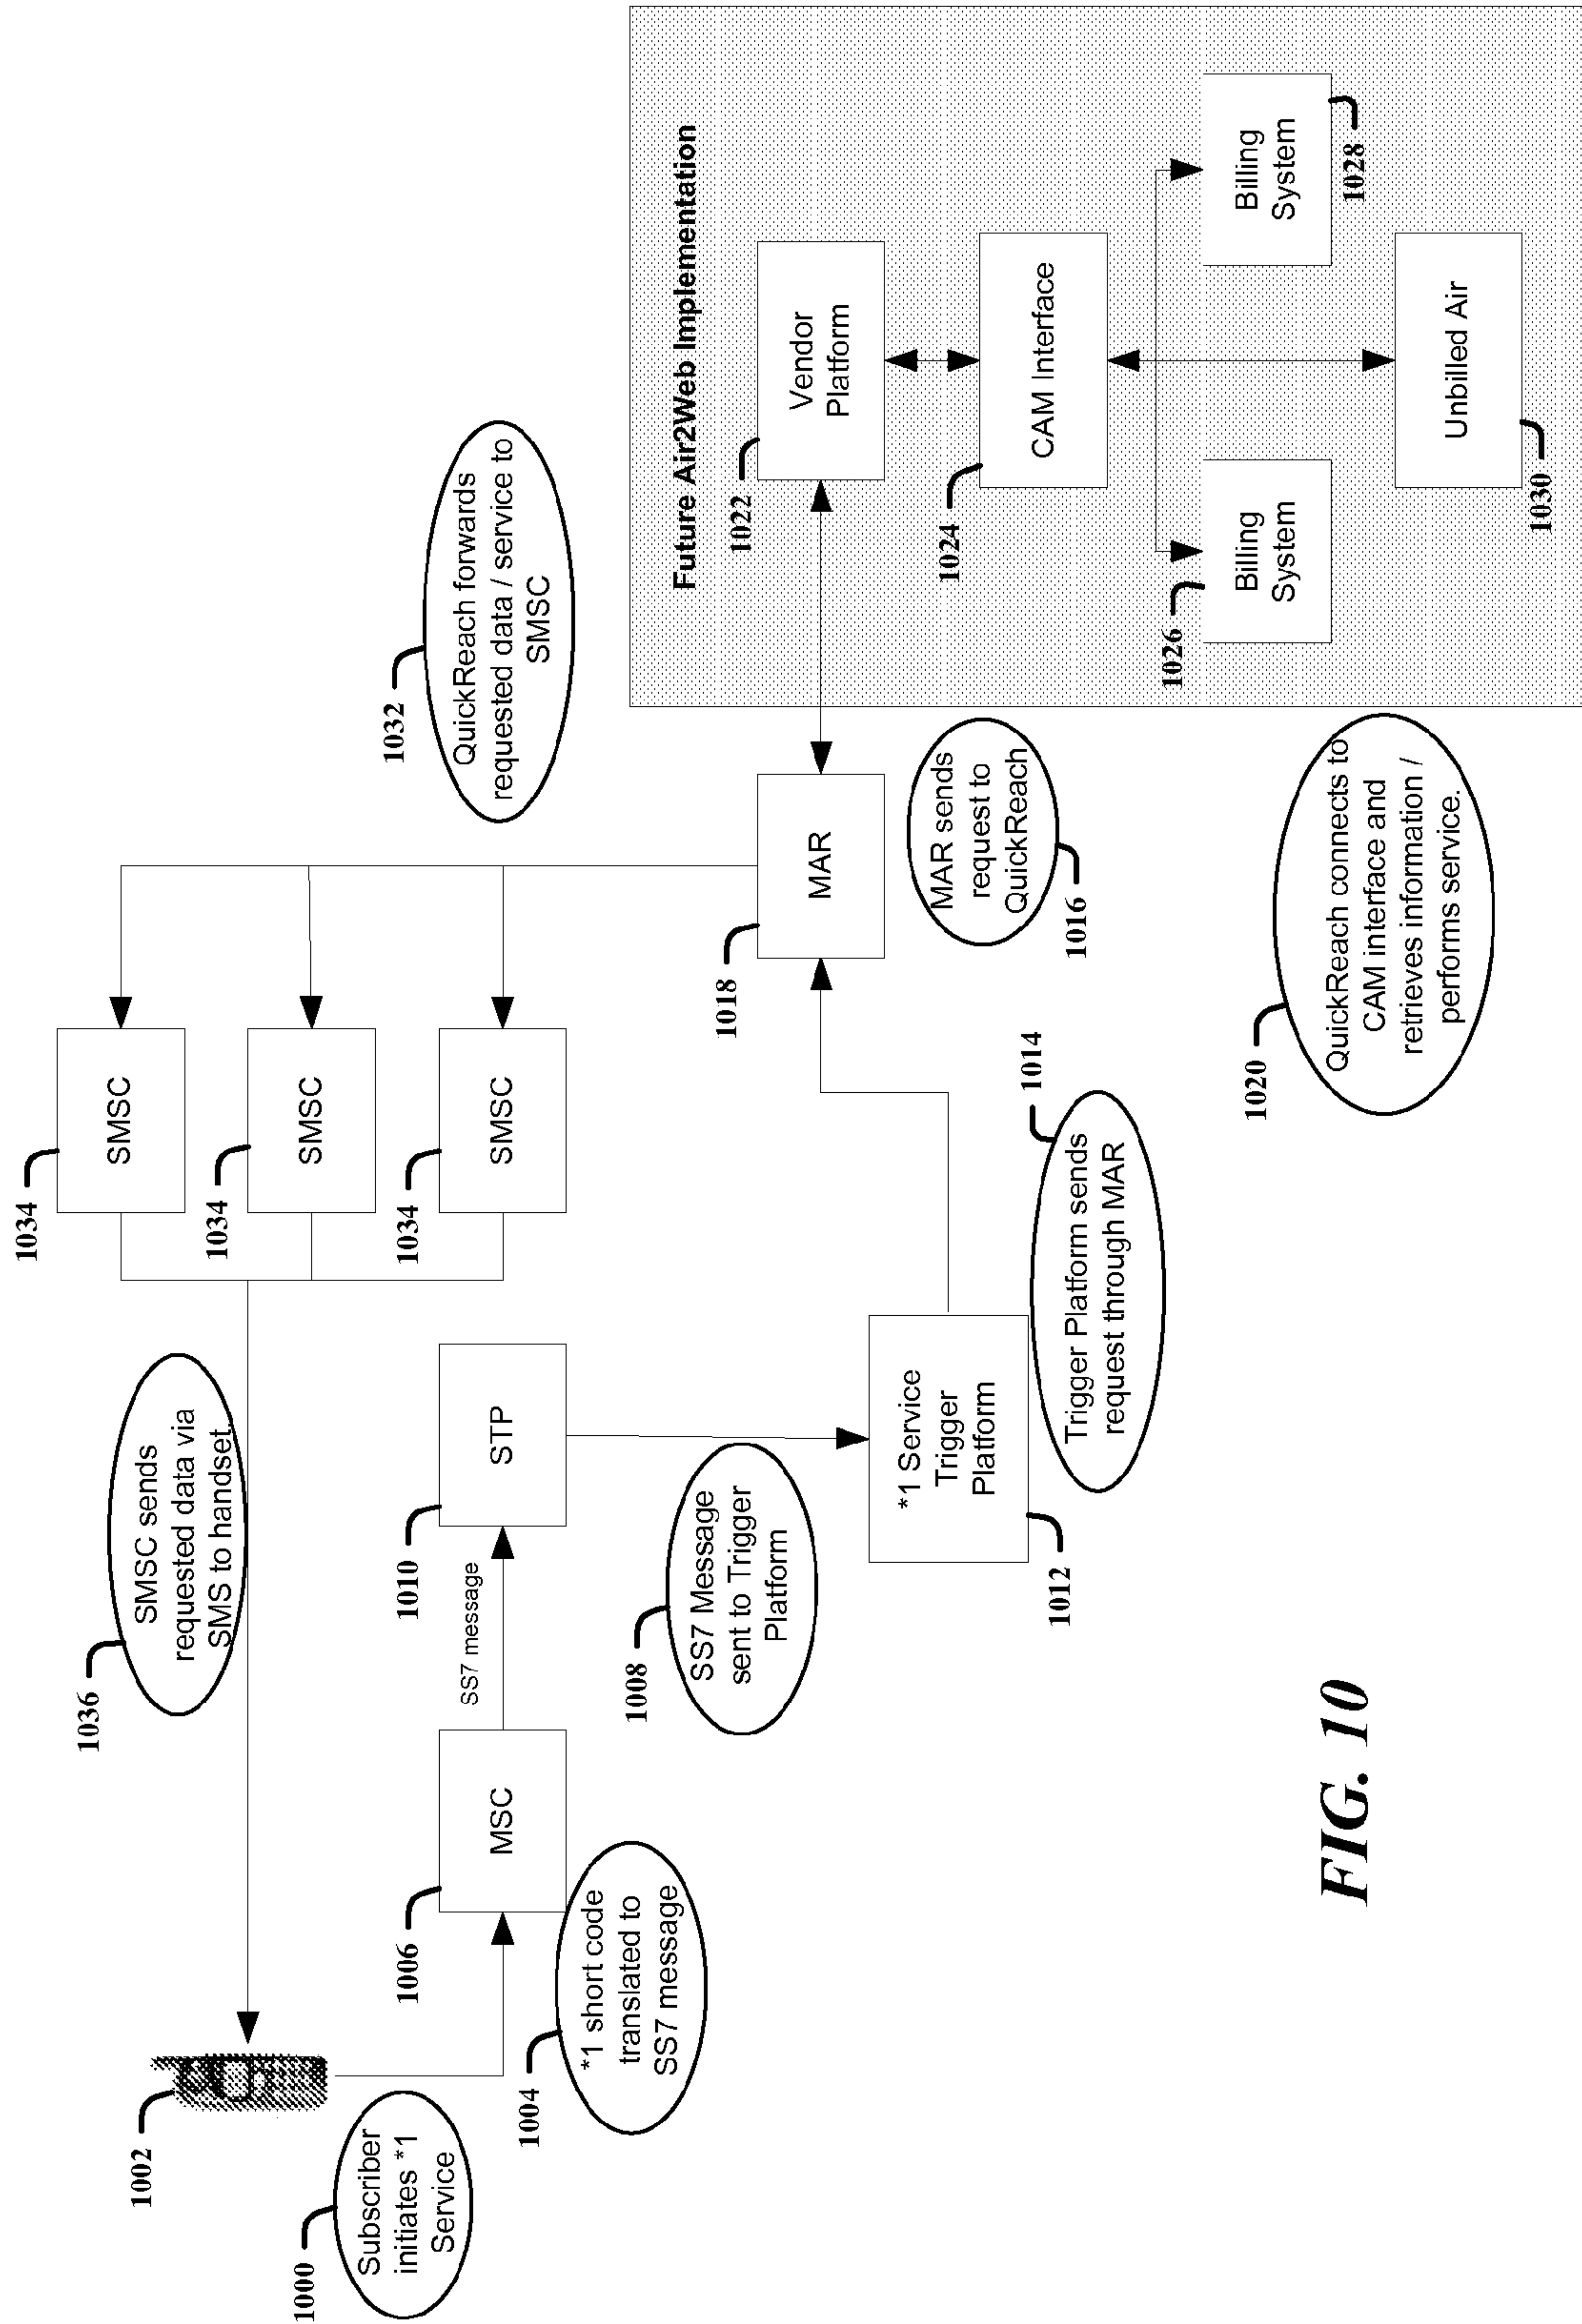 1034
SMSC
1034
SMSC
1034
SMSC
1036
SMSC sends
requested data via
SMS to handset.
1032
QuickReach forwards
requested data / service to
SMSC
1002
1000
Subscriber
initiates *1
Service
1006
MSC
1004
*1 short code
translated to
SS7 message
SS7 message
1010
STP
1008
SS7 Message
sent to Trigger
Platform
*1 Service
Trigger
Platform
1012
1014
Trigger Platform sends
request through MAR
1018
MAR
MAR sends
request to
QuickReach
1016
1020
QuickReach connects to
CAM interface and
retrieves information /
performs service.
Future Air2Web Implementation
1022
Vendor
Platform
1024
CAM Interface
1026
Billing
System
Billing
System
1028
Unbilled Air
1030
FIG. 10